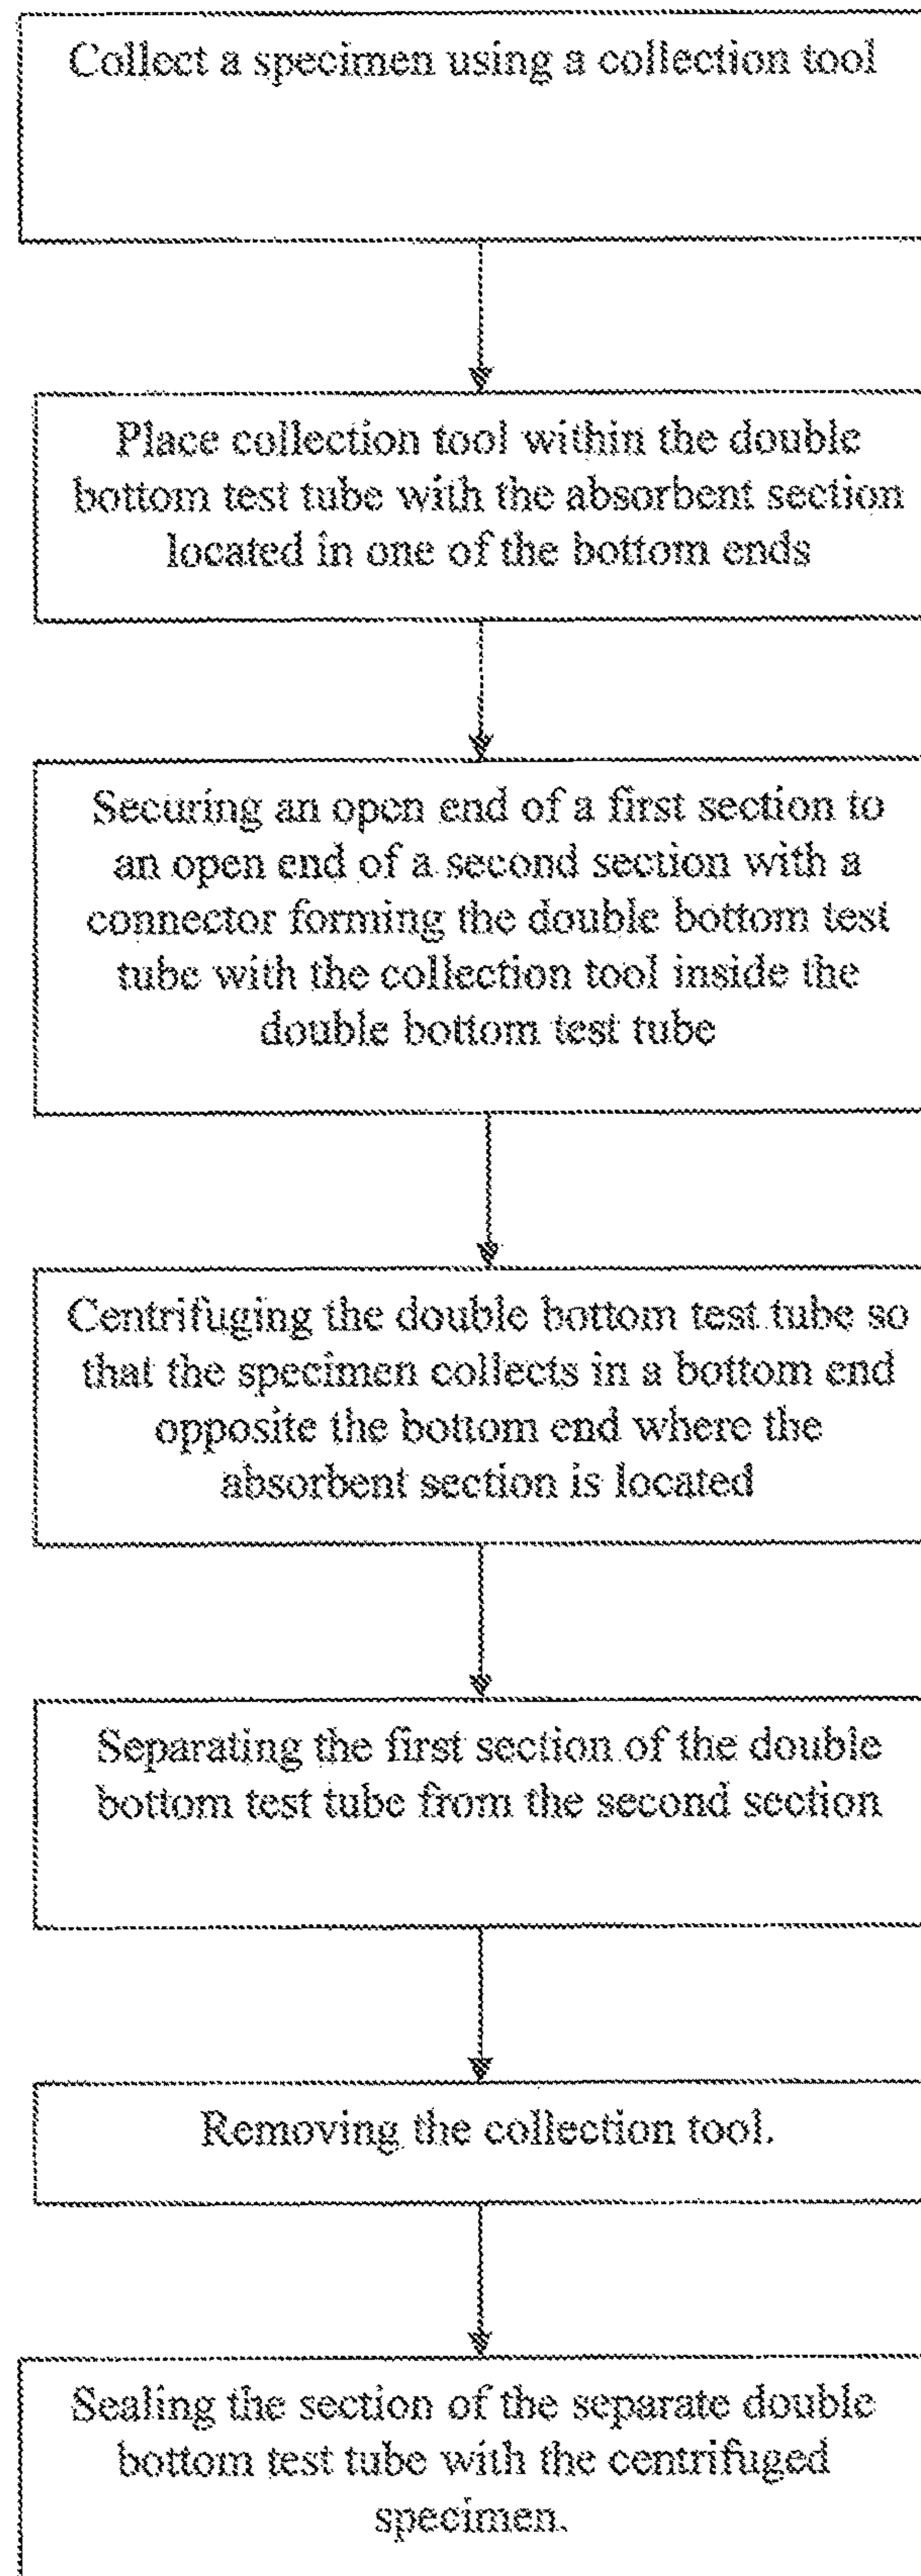 Collect a specimen using a collection tool
Place collection tool within the double
bottom test tube with the absorbent section
located in one of the bottom ends
Securing an open end of a first section to
an open end of a second section with a
connector forming the double bottom test
tube with the collection tool inside the
double bottom test tube
Centrifuging the double bottom test tube so
that the specimen collects in a bottom end
opposite the bottom end where the
absorbent section is located
Separating the first section of the double
bottom test tube from the second section
Removing the collection tool.
Sealing the section of the separate double
bottom test tube with the centrifuged
specimen.